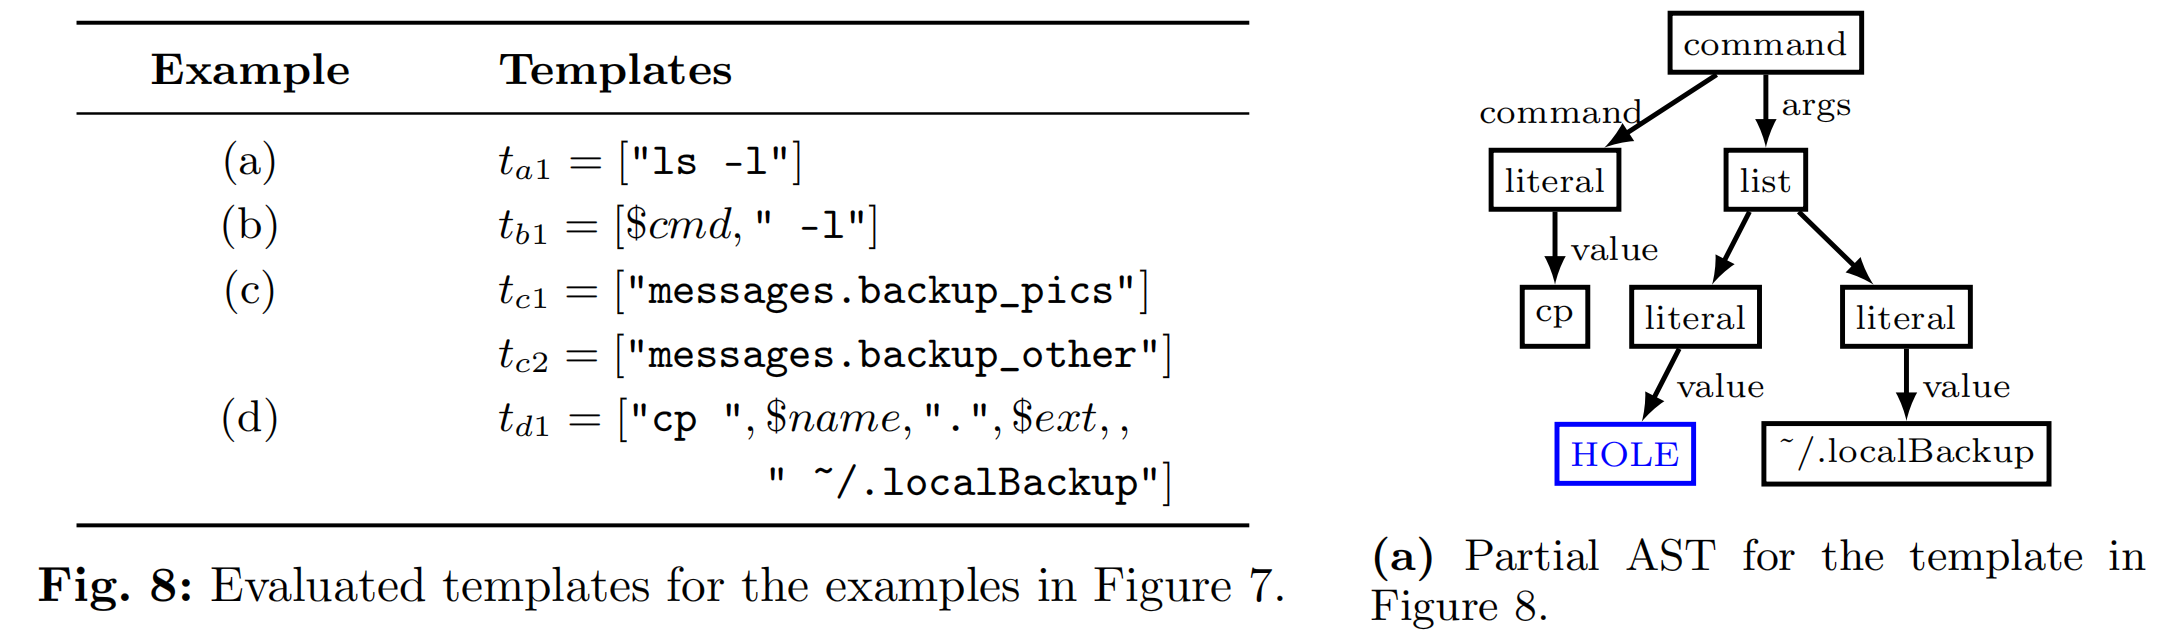 Example Templates
(a) t_{a1} = ["ls -l"]
(b) t_{b1} = [$cmd, " -l"]
(c) t_{c1} = ["messages.backup_pics"]
t_{c2} = ["messages.backup_other"]
(d) t_{d1} = ["cp ", $name, ".", $ext, ,
" ~/.localBackup"]
Fig. 8: Evaluated templates for the examples in Figure 7.
command
command args
literal list
value
cp literal literal
value value
HOLE ~/.localBackup
(a) Partial AST for the template in
Figure 8.